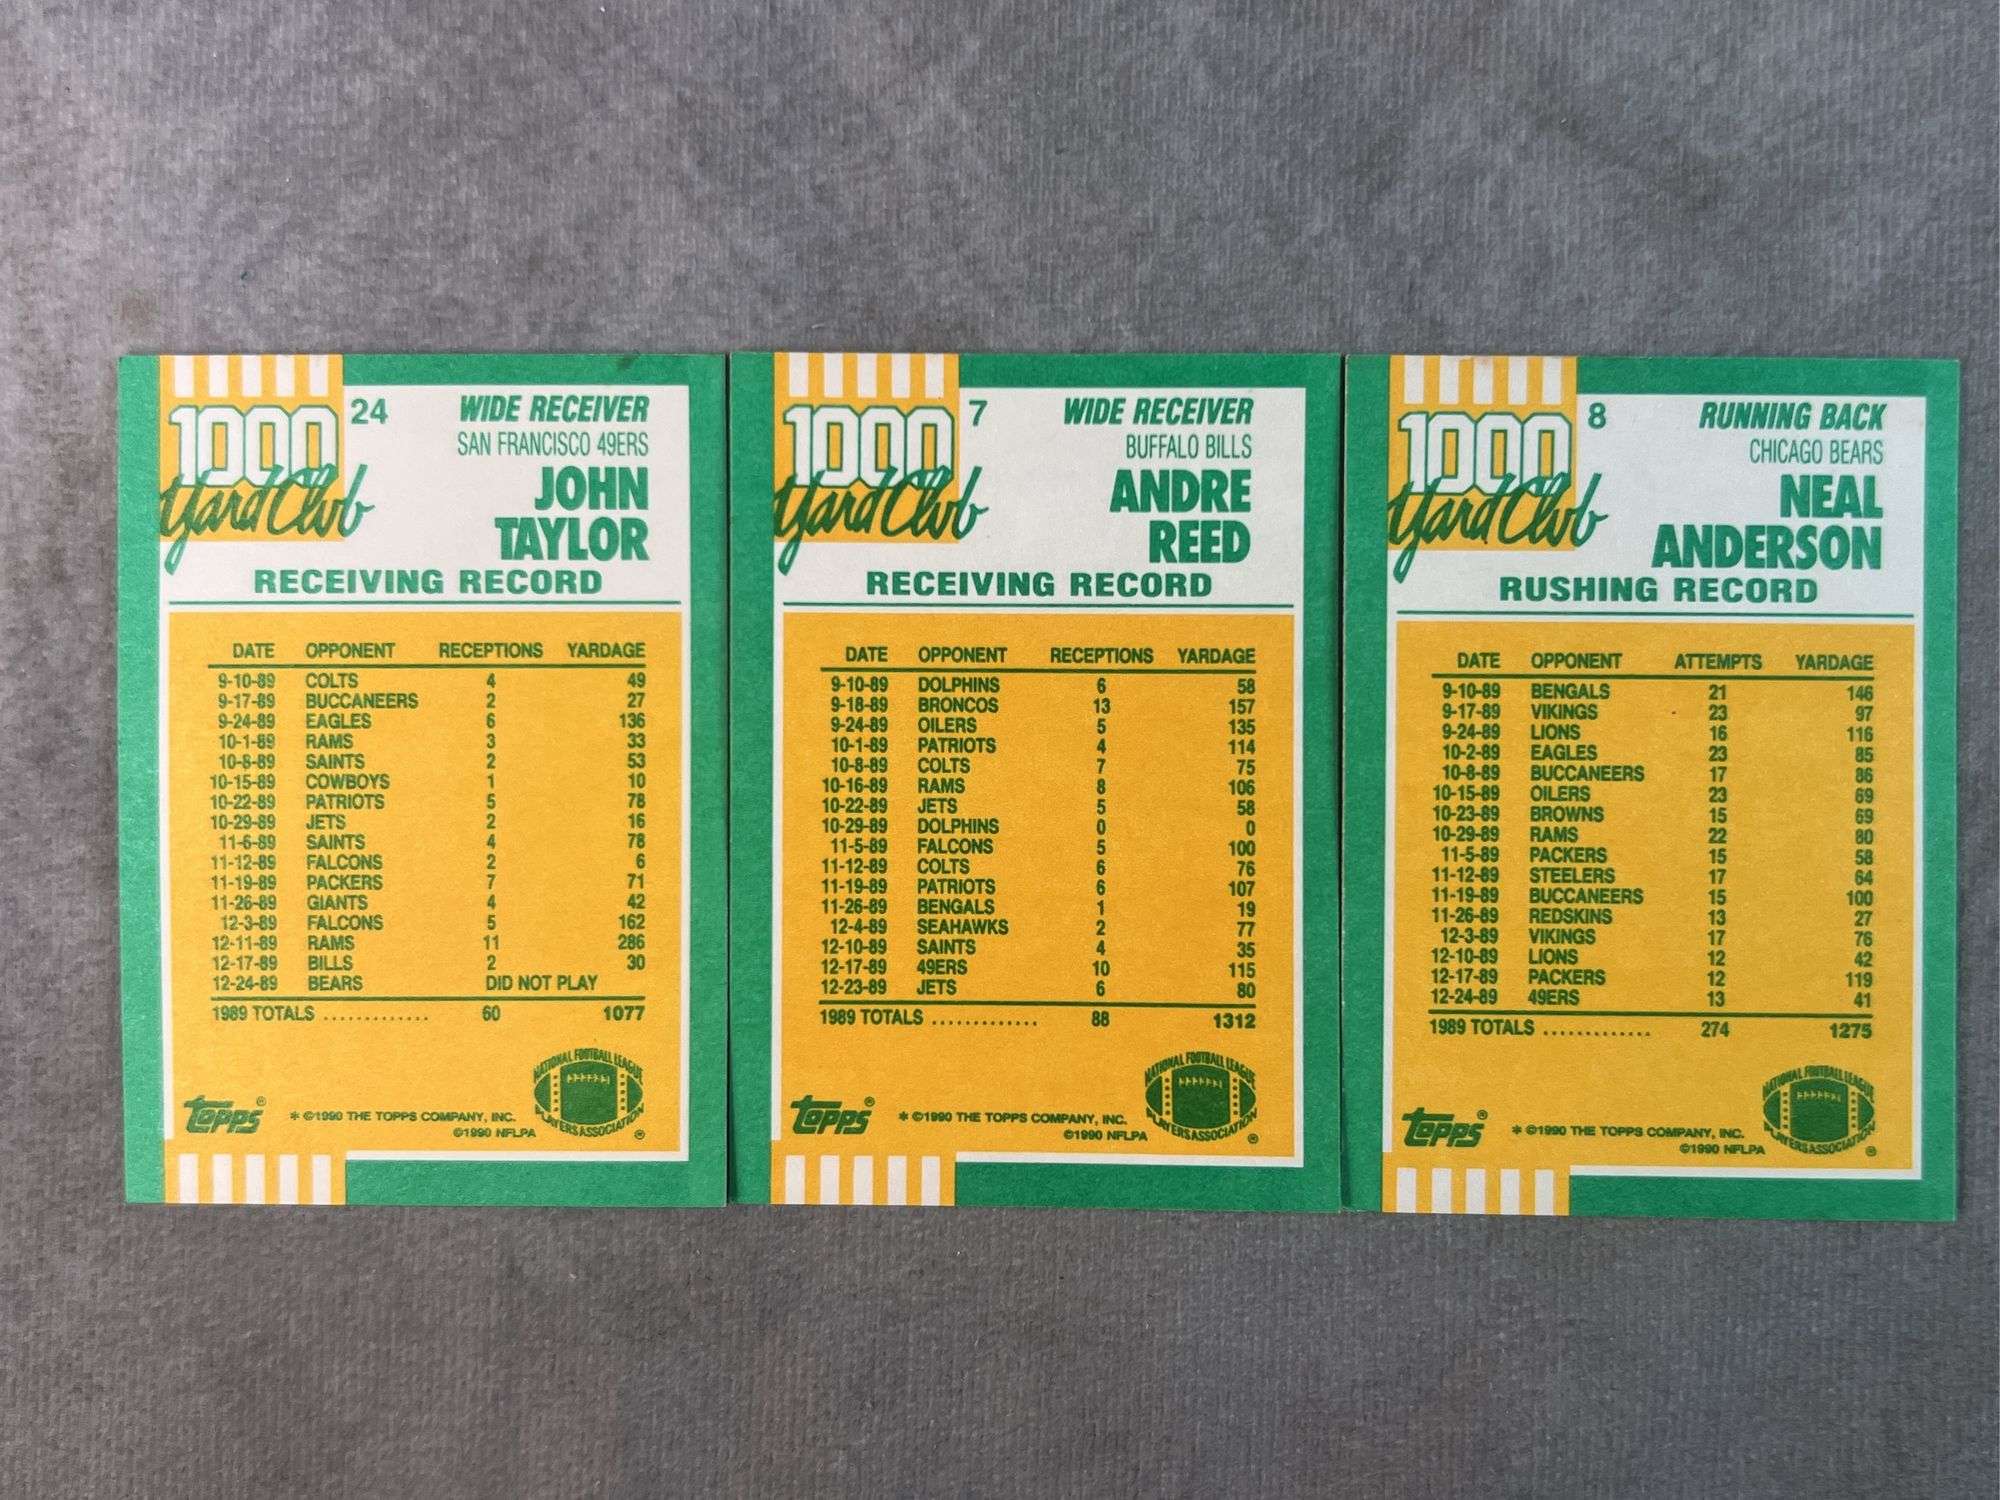 1000 24 WIDE RECEIVER
SAN FRANCISCO 49ERS
Yard Club JOHN
TAYLOR
RECEIVING RECORD
DATE OPPONENT RECEPTIONS YARDAGE
9-10-89 COLTS 4 49
9-17-89 BUCCANEERS 2 27
9-24-89 EAGLES 6 136
10-1-89 RAMS 3 33
10-8-89 SAINTS 2 53
10-15-89 COWBOYS 1 10
10-22-89 PATRIOTS 5 78
10-29-89 JETS 2 16
11-6-89 SAINTS 4 78
11-12-89 FALCONS 2 6
11-19-89 PACKERS 7 71
11-26-89 GIANTS 4 42
12-3-89 FALCONS 5 162
12-11-89 RAMS 11 286
12-17-89 BILLS 2 30
12-24-89 BEARS DID NOT PLAY
1989 TOTALS ............. 60 1077
NATIONAL FOOTBALL LEAGUE
PLAYERS ASSOCIATION ®
Topps® * ©1990 THE TOPPS COMPANY, INC.
©1990 NFLPA
1000 7 WIDE RECEIVER
BUFFALO BILLS
Yard Club ANDRE
REED
RECEIVING RECORD
DATE OPPONENT RECEPTIONS YARDAGE
9-10-89 DOLPHINS 6 58
9-18-89 BRONCOS 13 157
9-24-89 OILERS 5 135
10-1-89 PATRIOTS 4 114
10-8-89 COLTS 7 75
10-16-89 RAMS 8 106
10-22-89 JETS 5 58
10-29-89 DOLPHINS 0 0
11-5-89 FALCONS 5 100
11-12-89 COLTS 6 76
11-19-89 PATRIOTS 6 107
11-26-89 BENGALS 1 19
12-4-89 SEAHAWKS 2 77
12-10-89 SAINTS 4 35
12-17-89 49ERS 10 115
12-23-89 JETS 6 80
1989 TOTALS ............. 88 1312
NATIONAL FOOTBALL LEAGUE
PLAYERS ASSOCIATION ®
Topps® * ©1990 THE TOPPS COMPANY, INC.
©1990 NFLPA
1000 8 RUNNING BACK
CHICAGO BEARS
Yard Club NEAL
ANDERSON
RUSHING RECORD
DATE OPPONENT ATTEMPTS YARDAGE
9-10-89 BENGALS 21 146
9-17-89 VIKINGS 23 97
9-24-89 LIONS 16 116
10-2-89 EAGLES 23 85
10-8-89 BUCCANEERS 17 86
10-15-89 OILERS 23 69
10-23-89 BROWNS 15 69
10-29-89 RAMS 22 80
11-5-89 PACKERS 15 58
11-12-89 STEELERS 17 64
11-19-89 BUCCANEERS 15 100
11-26-89 REDSKINS 13 27
12-3-89 VIKINGS 17 76
12-10-89 LIONS 12 42
12-17-89 PACKERS 12 119
12-24-89 49ERS 13 41
1989 TOTALS ............. 274 1275
NATIONAL FOOTBALL LEAGUE
PLAYERS ASSOCIATION ®
Topps® * ©1990 THE TOPPS COMPANY, INC.
©1990 NFLPA